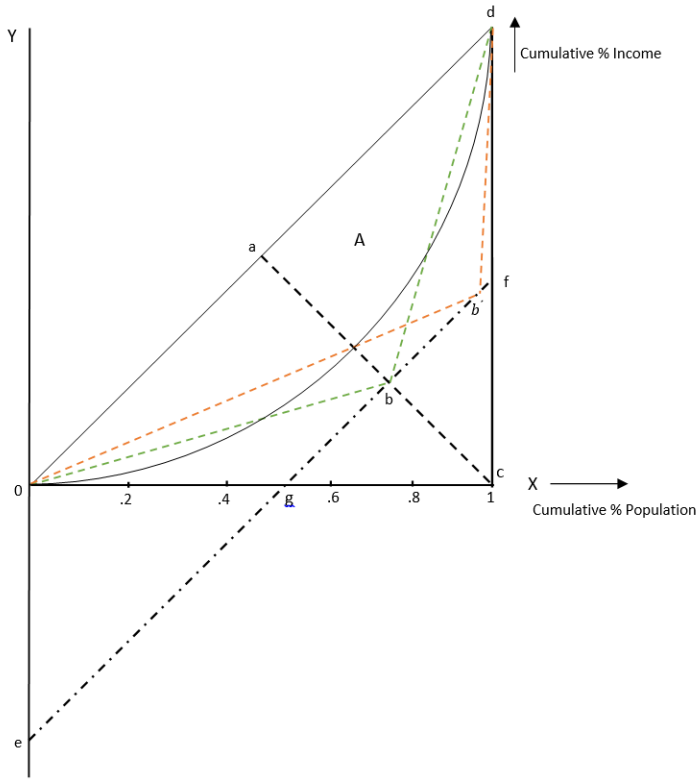 d
Y
Cumulative % Income
a
A
f
b
b
c
0
.2
.4
g
.6
.8
1
X
Cumulative % Population
e